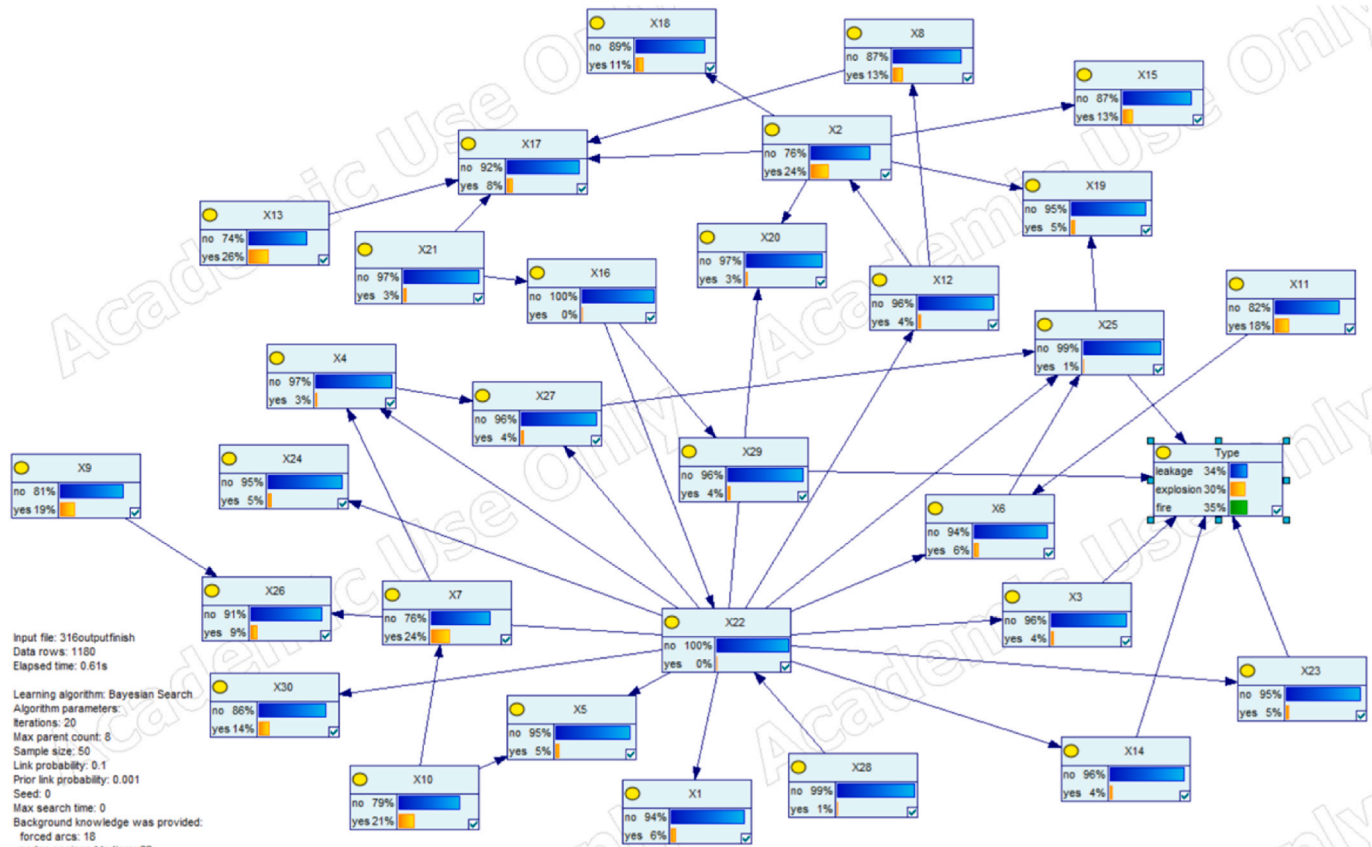 X18
no 89%
yes 11%
X8
no 87%
yes 13%
X15
no 87%
yes 13%
X2
no 76%
yes 24%
X17
no 92%
yes 8%
X19
no 95%
yes 5%
X13
no 74%
yes 26%
X21
no 97%
yes 3%
X20
no 97%
yes 3%
X16
no 100%
yes 0%
X12
no 96%
yes 4%
X11
no 82%
yes 18%
X25
no 99%
yes 1%
X4
no 97%
yes 3%
X27
no 96%
yes 4%
X29
no 96%
yes 4%
X24
no 95%
yes 5%
X9
no 81%
yes 19%
Type
leakage 34%
explosion 30%
fire 35%
X6
no 94%
yes 6%
X26
no 91%
yes 9%
X7
no 76%
yes 24%
X3
no 96%
yes 4%
X22
no 100%
yes 0%
X23
no 95%
yes 5%
X30
no 86%
yes 14%
X5
no 95%
yes 5%
X14
no 96%
yes 4%
X10
no 79%
yes 21%
X1
no 94%
yes 6%
X28
no 99%
yes 1%
Input file: 316outputfinish
Data rows: 1180
Elapsed time: 0.61s
Learning algorithm: Bayesian Search
Algorithm parameters:
Iterations: 20
Max parent count: 8
Sample size: 50
Link probability: 0.1
Prior link probability: 0.001
Seed: 0
Max search time: 0
Background knowledge was provided:
forced arcs: 18
Academic Use Only
Academic Use Only
Academic Use Only
Academic Use Only